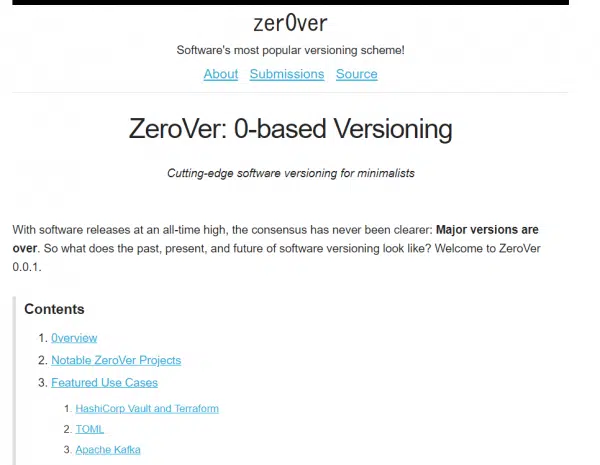 zer0ver
Software's most popular versioning scheme!
About Submissions Source
ZeroVer: 0-based Versioning
Cutting-edge software versioning for minimalists
With software releases at an all-time high, the consensus has never been clearer: Major versions are
over. So what does the past, present, and future of software versioning look like? Welcome to ZeroVer
0.0.1.
Contents
1. 0verview
2. Notable ZeroVer Projects
3. Featured Use Cases
1. HashiCorp Vault and Terraform
2. TOML
3. Apache Kafka